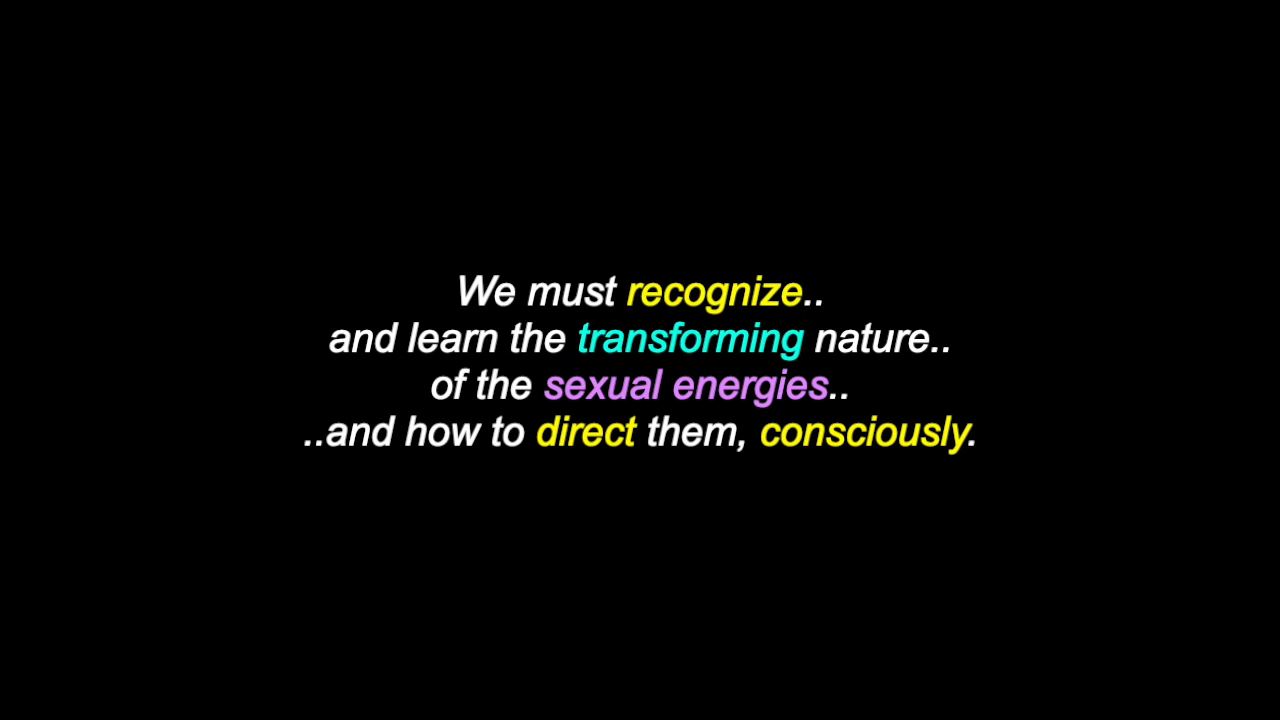 We must recognize..
and learn the transforming nature..
of the sexual energies..
..and how to direct them, consciously.